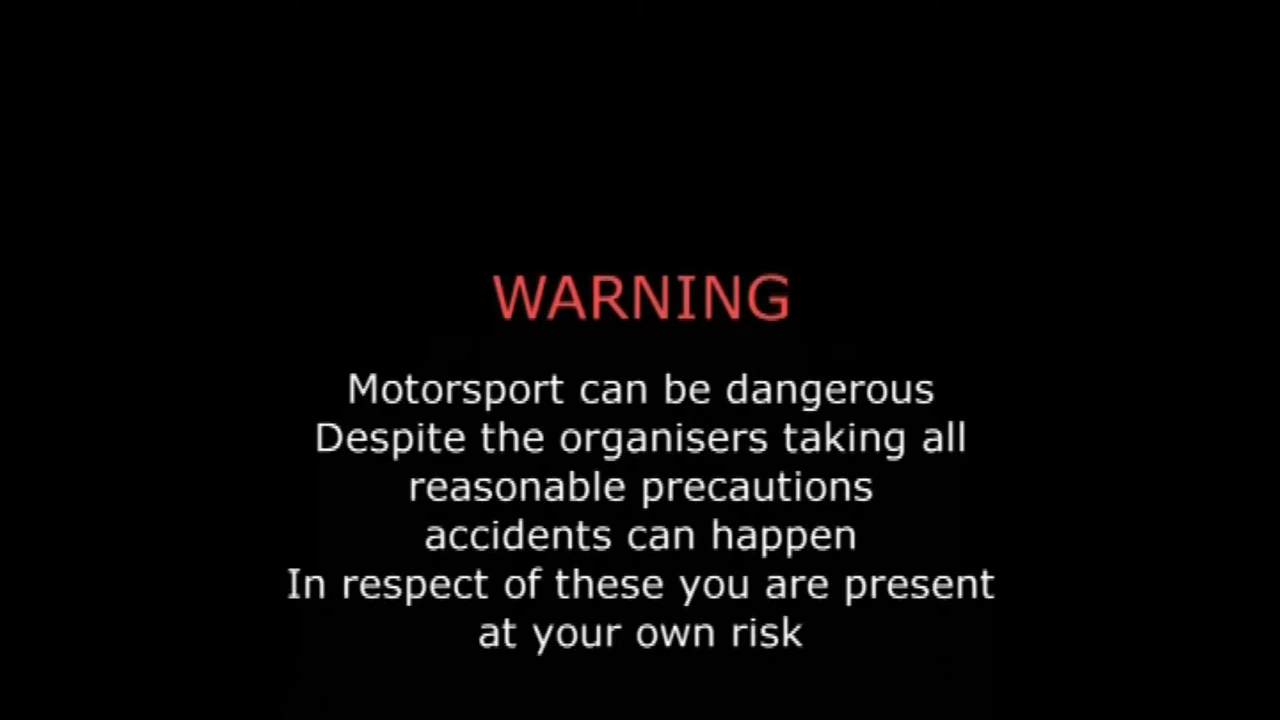 WARNING
Motorsport can be dangerous
Despite the organisers taking all
reasonable precautions
accidents can happen
In respect of these you are present
at your own risk